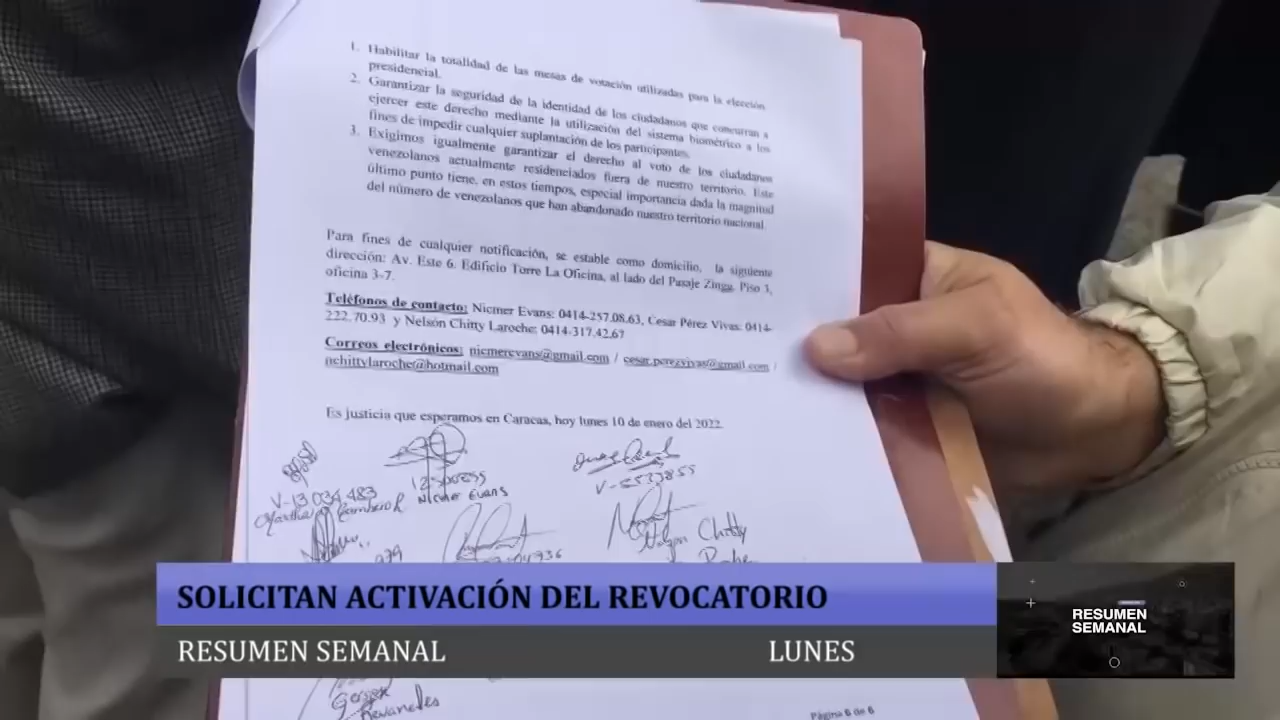 1. Habilitar la totalidad de las mesas de votación utilizadas para la elección
presidencial.
2. Garantizar la seguridad de la identidad de los ciudadanos que concurran a
ejercer este derecho mediante la utilización del sistema biométrico a los
fines de impedir cualquier suplantación de los participantes.
3. Exigimos igualmente garantizar el derecho al voto de los ciudadanos
venezolanos actualmente residenciados fuera de nuestro territorio. Este
último punto tiene, en estos tiempos, especial importancia dada la magnitud
del número de venezolanos que han abandonado nuestro territorio nacional.
Para fines de cualquier notificación, se estable como domicilio, la siguiente
dirección: Av. Este 6. Edificio Torre La Oficina, al lado del Pasaje Zingg. Piso 3,
oficina 3-7.
Teléfonos de contacto: Nicmer Evans: 0414-257.08.63, Cesar Pérez Vivas: 0414-
222.70.93 y Nelsón Chitty Laroche: 0414-317.42.67
Correos electrónicos: nicmerevans@gmail.com / cesar.perezvivas@gmail.com /
nchittylaroche@hotmail.com
Es justicia que esperamos en Caracas, hoy lunes 10 de enero del 2022.
V-13 034.483
NICMER EVANS
Chitty
SOLICITAN ACTIVACIÓN DEL REVOCATORIO
RESUMEN SEMANAL LUNES
RESUMEN
SEMANAL
Página 6 de 6